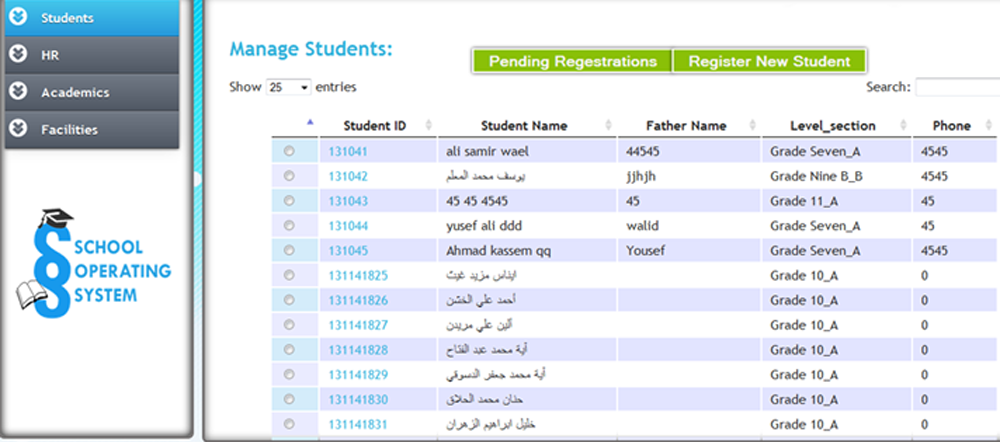 Students
HR
Academics
Facilities
SCHOOL
OPERATING
SYSTEM
Manage Students:
Pending Regestrations Register New Student
Show 25 entries Search:
Student ID Student Name Father Name Level_section Phone
131041 ali samir wael 44545 Grade Seven_A 4545
131042 يوسف محمد المعلم jjhjh Grade Nine B_B 4545
131043 45 45 4545 45 Grade 11_A 45
131044 yusef ali ddd walid Grade Seven_A 45
131045 Ahmad kassem qq Yousef Grade Seven_A 4545
131141825 ايناس مزيد غيث Grade 10_A 0
131141826 أحمد علي الخشن Grade 10_A 0
131141827 ألين علي Grade 10_A 0
131141828 أية محمد عبد الفتاح Grade 10_A 0
131141829 أية محمد جعفر الدسوقي Grade 10_A 0
131141830 حنان محمد الحلاق Grade 10_A 0
131141831 خليل ابراهيم الزهران Grade 10_A 0